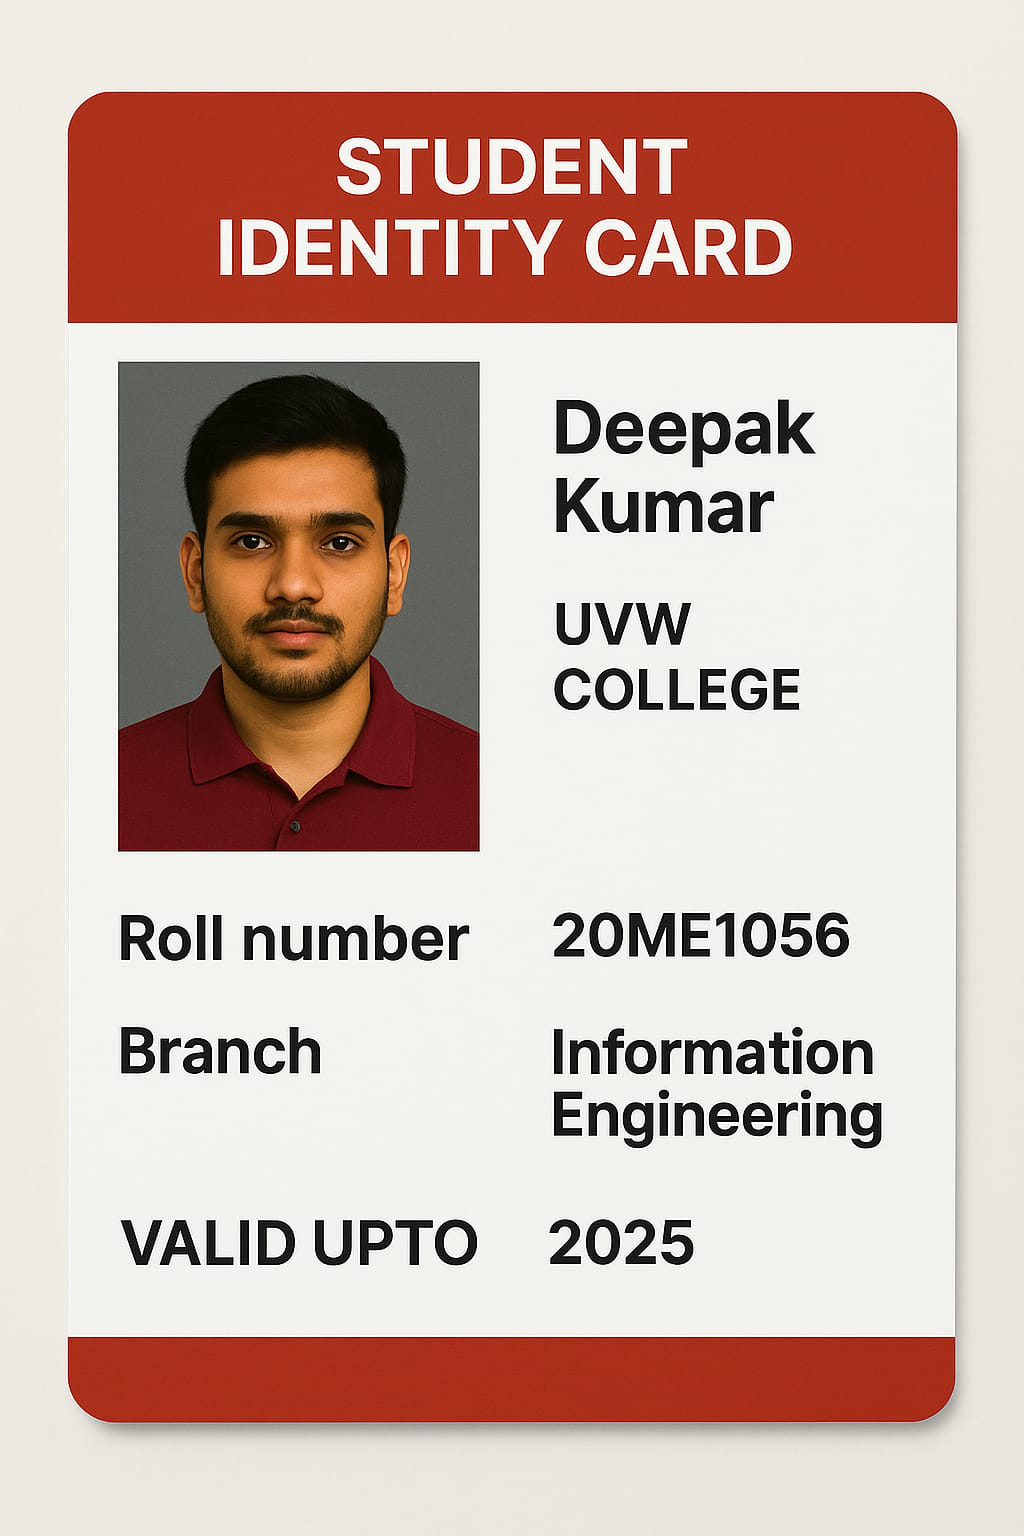 STUDENT
IDENTITY CARD
Deepak
Kumar
UVW
COLLEGE
Roll number 20ME1056
Branch Information
Engineering
VALID UPTO 2025